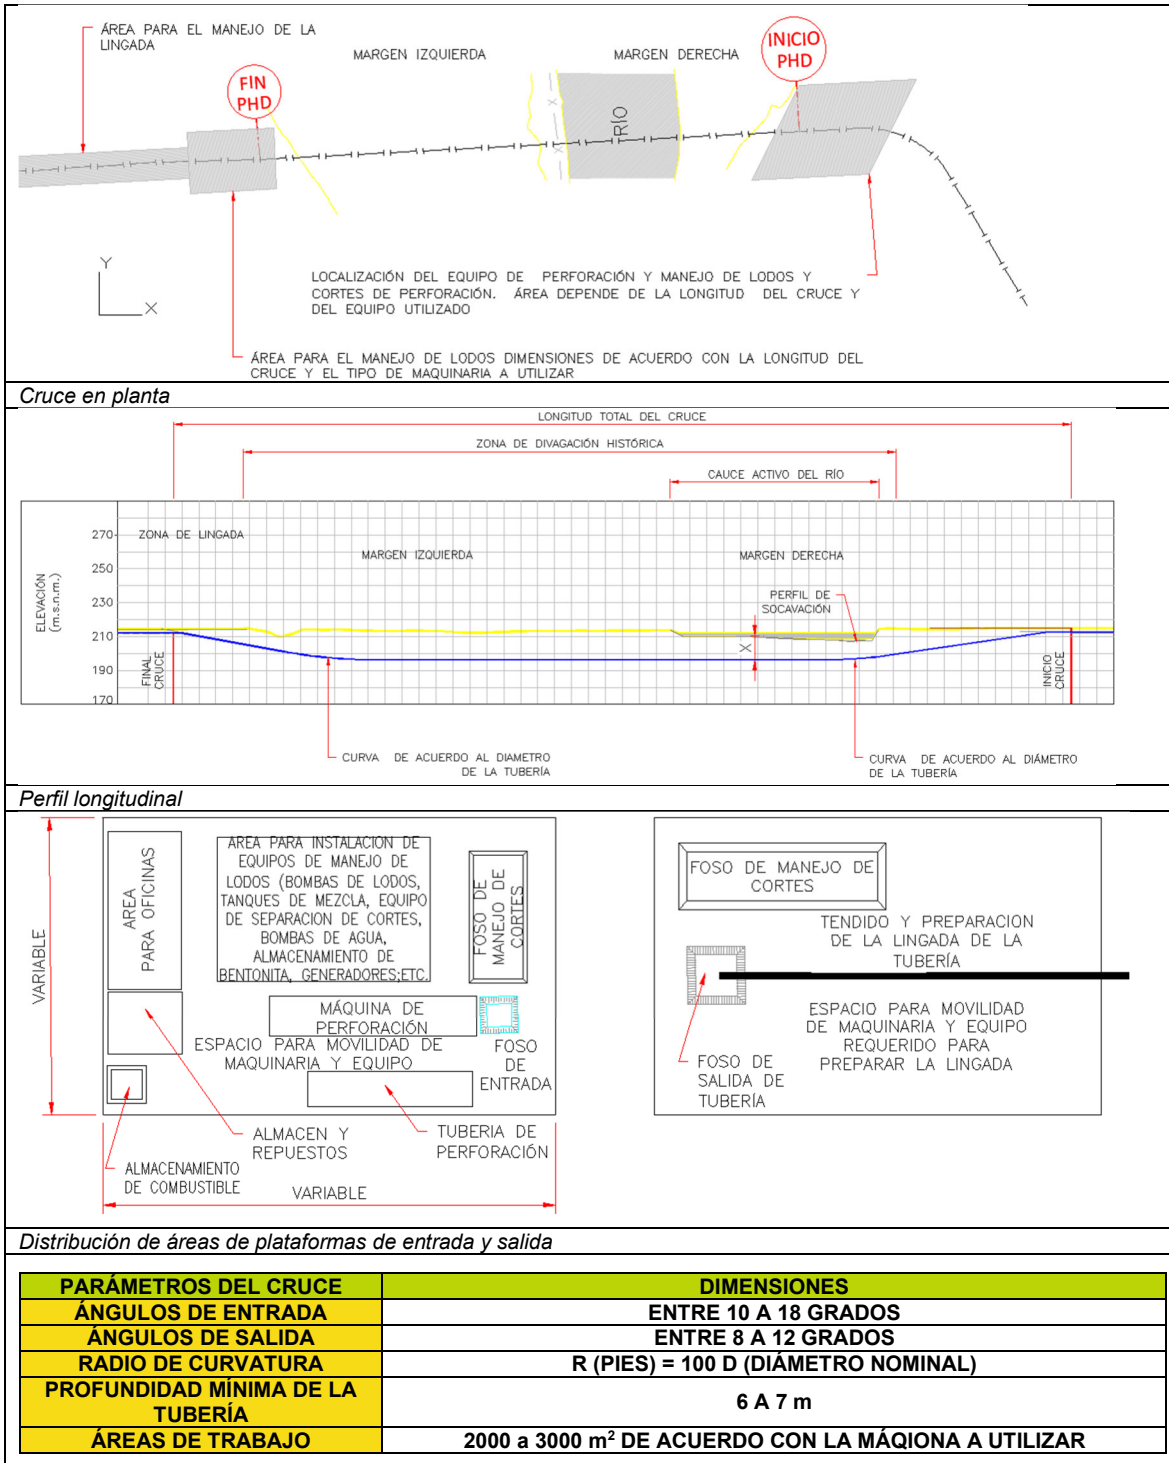 ÁREA PARA EL MANEJO DE LA
LINGADA
MARGEN IZQUIERDA
MARGEN DERECHA
INICIO
PHD
FIN
PHD
RÍO
X
X
Y
X
LOCALIZACIÓN DEL EQUIPO DE PERFORACIÓN Y MANEJO DE LODOS Y
CORTES DE PERFORACIÓN. ÁREA DEPENDE DE LA LONGITUD DEL CRUCE Y
DEL EQUIPO UTILIZADO
ÁREA PARA EL MANEJO DE LODOS DIMENSIONES DE ACUERDO CON LA LONGITUD DEL
CRUCE Y EL TIPO DE MAQUINARIA A UTILIZAR
Cruce en planta
LONGITUD TOTAL DEL CRUCE
ZONA DE DIVAGACIÓN HISTÓRICA
CAUCE ACTIVO DEL RÍO
ELEVACIÓN
(m.s.n.m.)
270
250
230
210
190
170
ZONA DE LINGADA
MARGEN IZQUIERDA
MARGEN DERECHA
PERFIL DE
SOCAVACIÓN
X
FINAL
CRUCE
INICIO
CRUCE
CURVA DE ACUERDO AL DIAMETRO
DE LA TUBERÍA
CURVA DE ACUERDO AL DIÁMETRO
DE LA TUBERÍA
Perfil longitudinal
VARIABLE
AREA
PARA OFICINAS
AREA PARA INSTALACION DE
EQUIPOS DE MANEJO DE
LODOS (BOMBAS DE LODOS,
TANQUES DE MEZCLA, EQUIPO
DE SEPARACION DE CORTES,
BOMBAS DE AGUA,
ALMACENAMIENTO DE
BENTONITA, GENERADORES;ETC.
FOSO DE
MANEJO DE
CORTES
MÁQUINA DE
PERFORACIÓN
ESPACIO PARA MOVILIDAD DE
MAQUINARIA Y EQUIPO
FOSO
DE
ENTRADA
ALMACEN Y
REPUESTOS
TUBERIA DE
PERFORACIÓN
ALMACENAMIENTO
DE COMBUSTIBLE
VARIABLE
FOSO DE MANEJO DE
CORTES
TENDIDO Y PREPARACION
DE LA LINGADA DE LA
TUBERÍA
ESPACIO PARA MOVILIDAD
DE MAQUINARIA Y EQUIPO
REQUERIDO PARA
PREPARAR LA LINGADA
FOSO DE
SALIDA DE
TUBERÍA
Distribución de áreas de plataformas de entrada y salida
PARÁMETROS DEL CRUCE DIMENSIONES
ÁNGULOS DE ENTRADA ENTRE 10 A 18 GRADOS
ÁNGULOS DE SALIDA ENTRE 8 A 12 GRADOS
RADIO DE CURVATURA R (PIES) = 100 D (DIÁMETRO NOMINAL)
PROFUNDIDAD MÍNIMA DE LA
TUBERÍA
6 A 7 m
ÁREAS DE TRABAJO 2000 a 3000 m² DE ACUERDO CON LA MÁQIONA A UTILIZAR